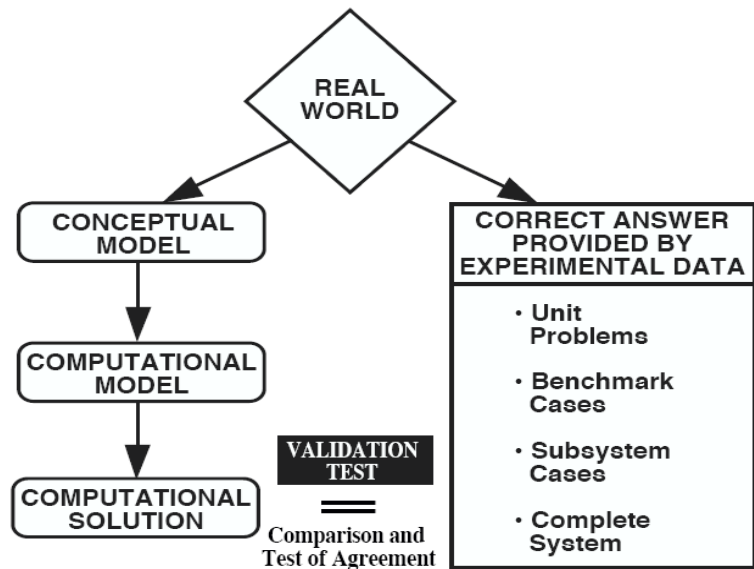 REAL
WORLD
CONCEPTUAL
MODEL
COMPUTATIONAL
MODEL
COMPUTATIONAL
SOLUTION
VALIDATION
TEST
=
Comparison and
Test of Agreement
CORRECT ANSWER
PROVIDED BY
EXPERIMENTAL DATA
• Unit
Problems
• Benchmark
Cases
• Subsystem
Cases
• Complete
System